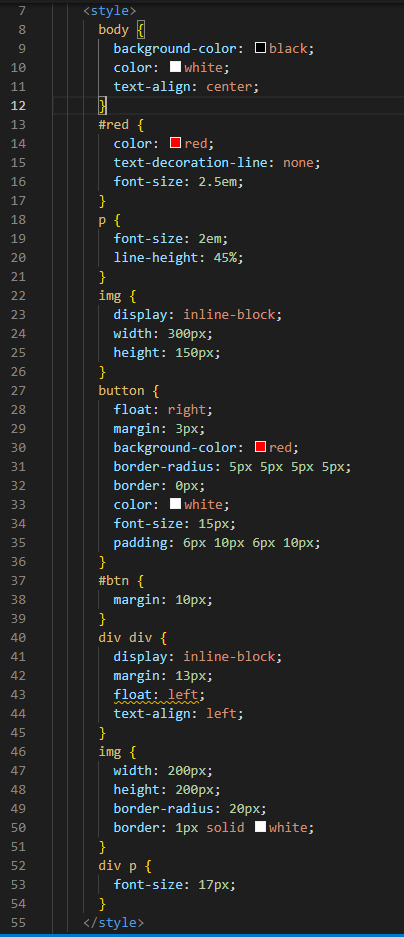 7 <style>
8 body {
9 background-color: black;
10 color: white;
11 text-align: center;
12 }
13 #red {
14 color: red;
15 text-decoration-line: none;
16 font-size: 2.5em;
17 }
18 p {
19 font-size: 2em;
20 line-height: 45%;
21 }
22 img {
23 display: inline-block;
24 width: 300px;
25 height: 150px;
26 }
27 button {
28 float: right;
29 margin: 3px;
30 background-color: red;
31 border-radius: 5px 5px 5px 5px;
32 border: 0px;
33 color: white;
34 font-size: 15px;
35 padding: 6px 10px 6px 10px;
36 }
37 #btn {
38 margin: 10px;
39 }
40 div div {
41 display: inline-block;
42 margin: 13px;
43 float: left;
44 text-align: left;
45 }
46 img {
47 width: 200px;
48 height: 200px;
49 border-radius: 20px;
50 border: 1px solid white;
51 }
52 div p {
53 font-size: 17px;
54 }
55 </style>